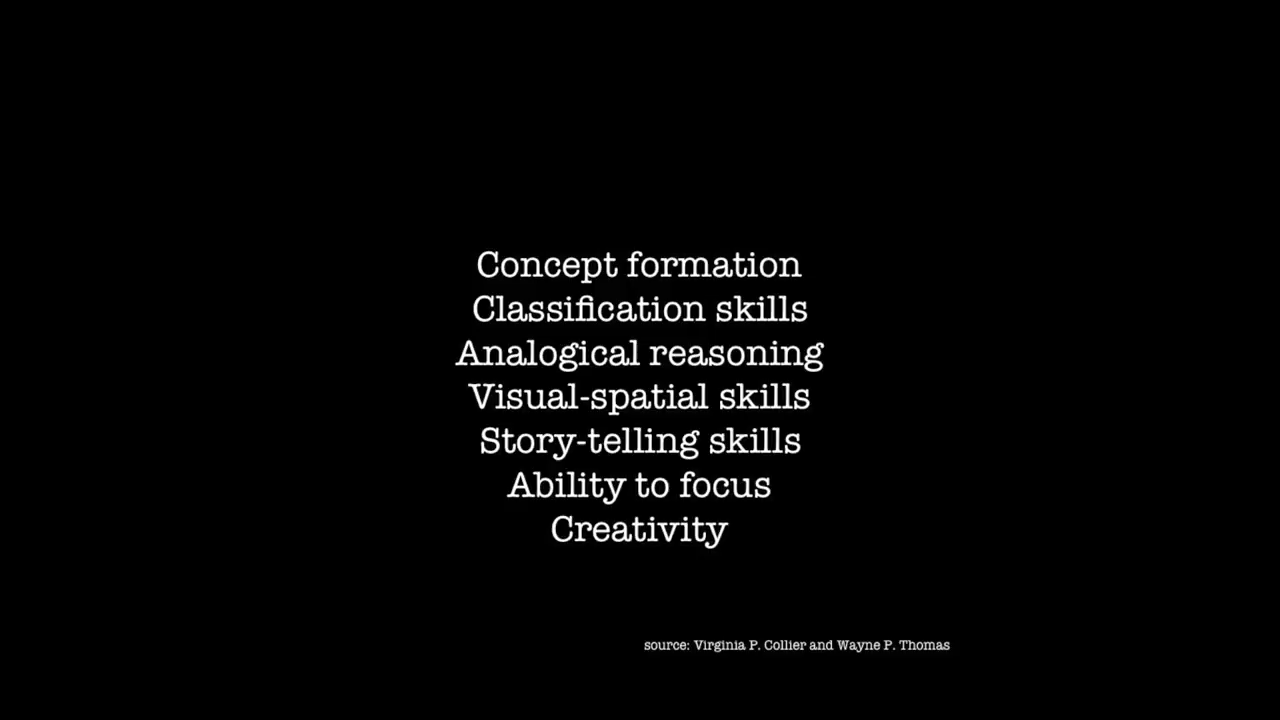 Concept formation
Classification skills
Analogical reasoning
Visual-spatial skills
Story-telling skills
Ability to focus
Creativity
source: Virginia P. Collier and Wayne P. Thomas